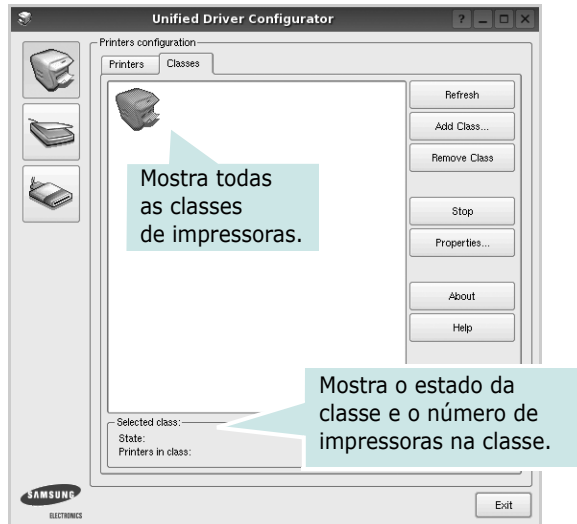 Unified Driver Configurator
Printers configuration
Printers Classes
Refresh
Add Class...
Remove Class
Mostra todas
as classes
de impressoras.
Stop
Properties...
About
Help
Mostra o estado da
classe e o número de
impressoras na classe.
Selected class:
State:
Printers in class:
SAMSUNG
ELECTRONICS
Exit